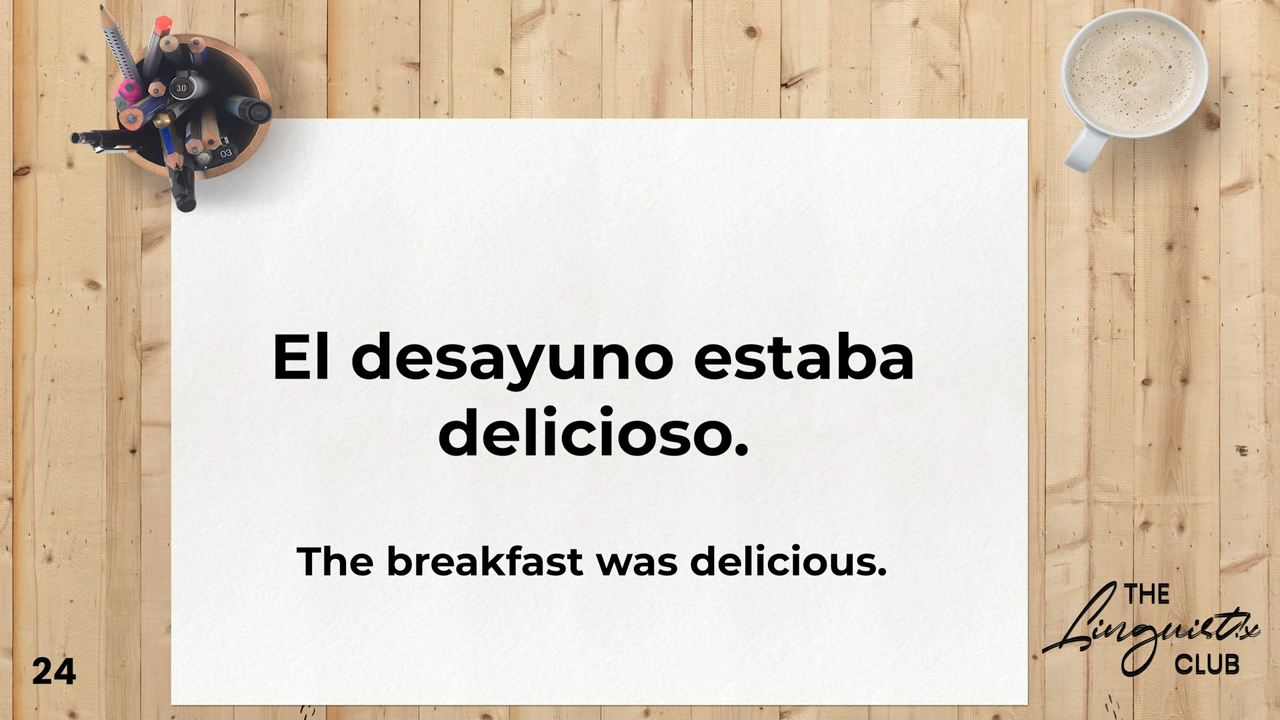 El desayuno estaba
delicioso.
The breakfast was delicious.
24
THE
Linguistix
CLUB
30
03